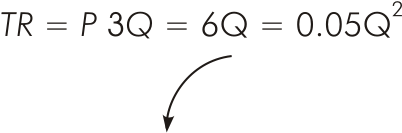 TR = P 3Q = 6Q = 0.05Q²